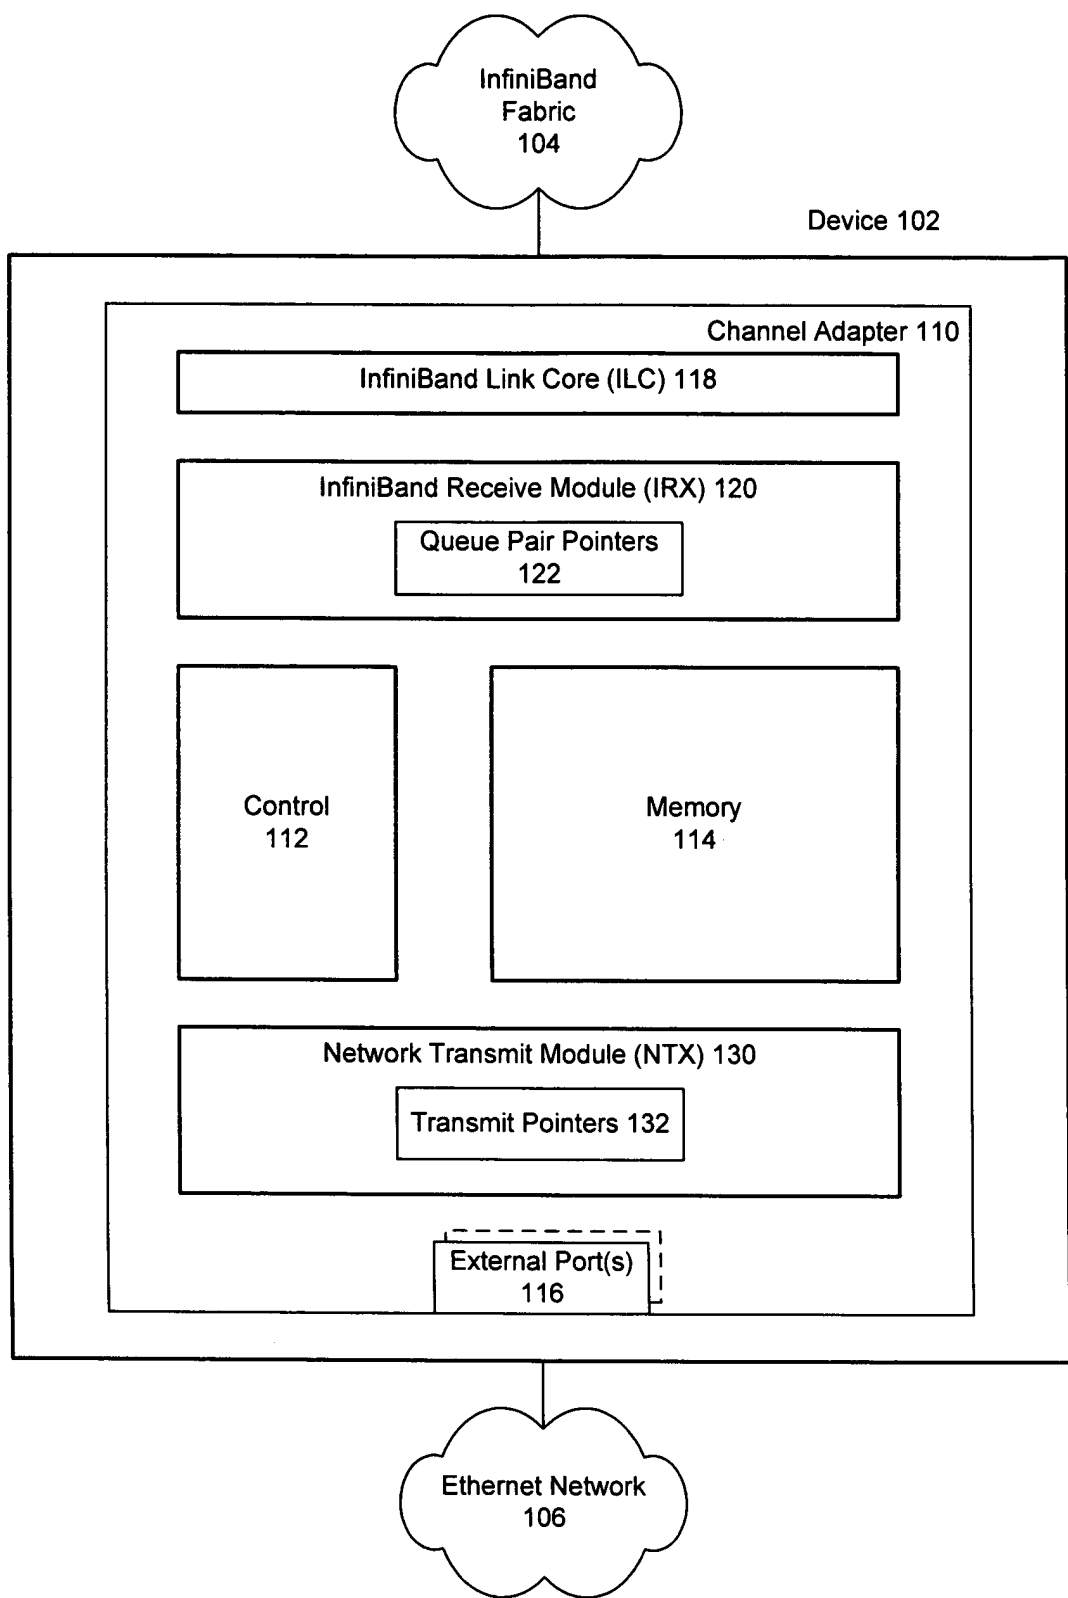 InfiniBand
Fabric
104
Device 102
Channel Adapter 110
InfiniBand Link Core (ILC) 118
InfiniBand Receive Module (IRX) 120
Queue Pair Pointers
122
Control
112
Memory
114
Network Transmit Module (NTX) 130
Transmit Pointers 132
External Port(s)
116
Ethernet Network
106